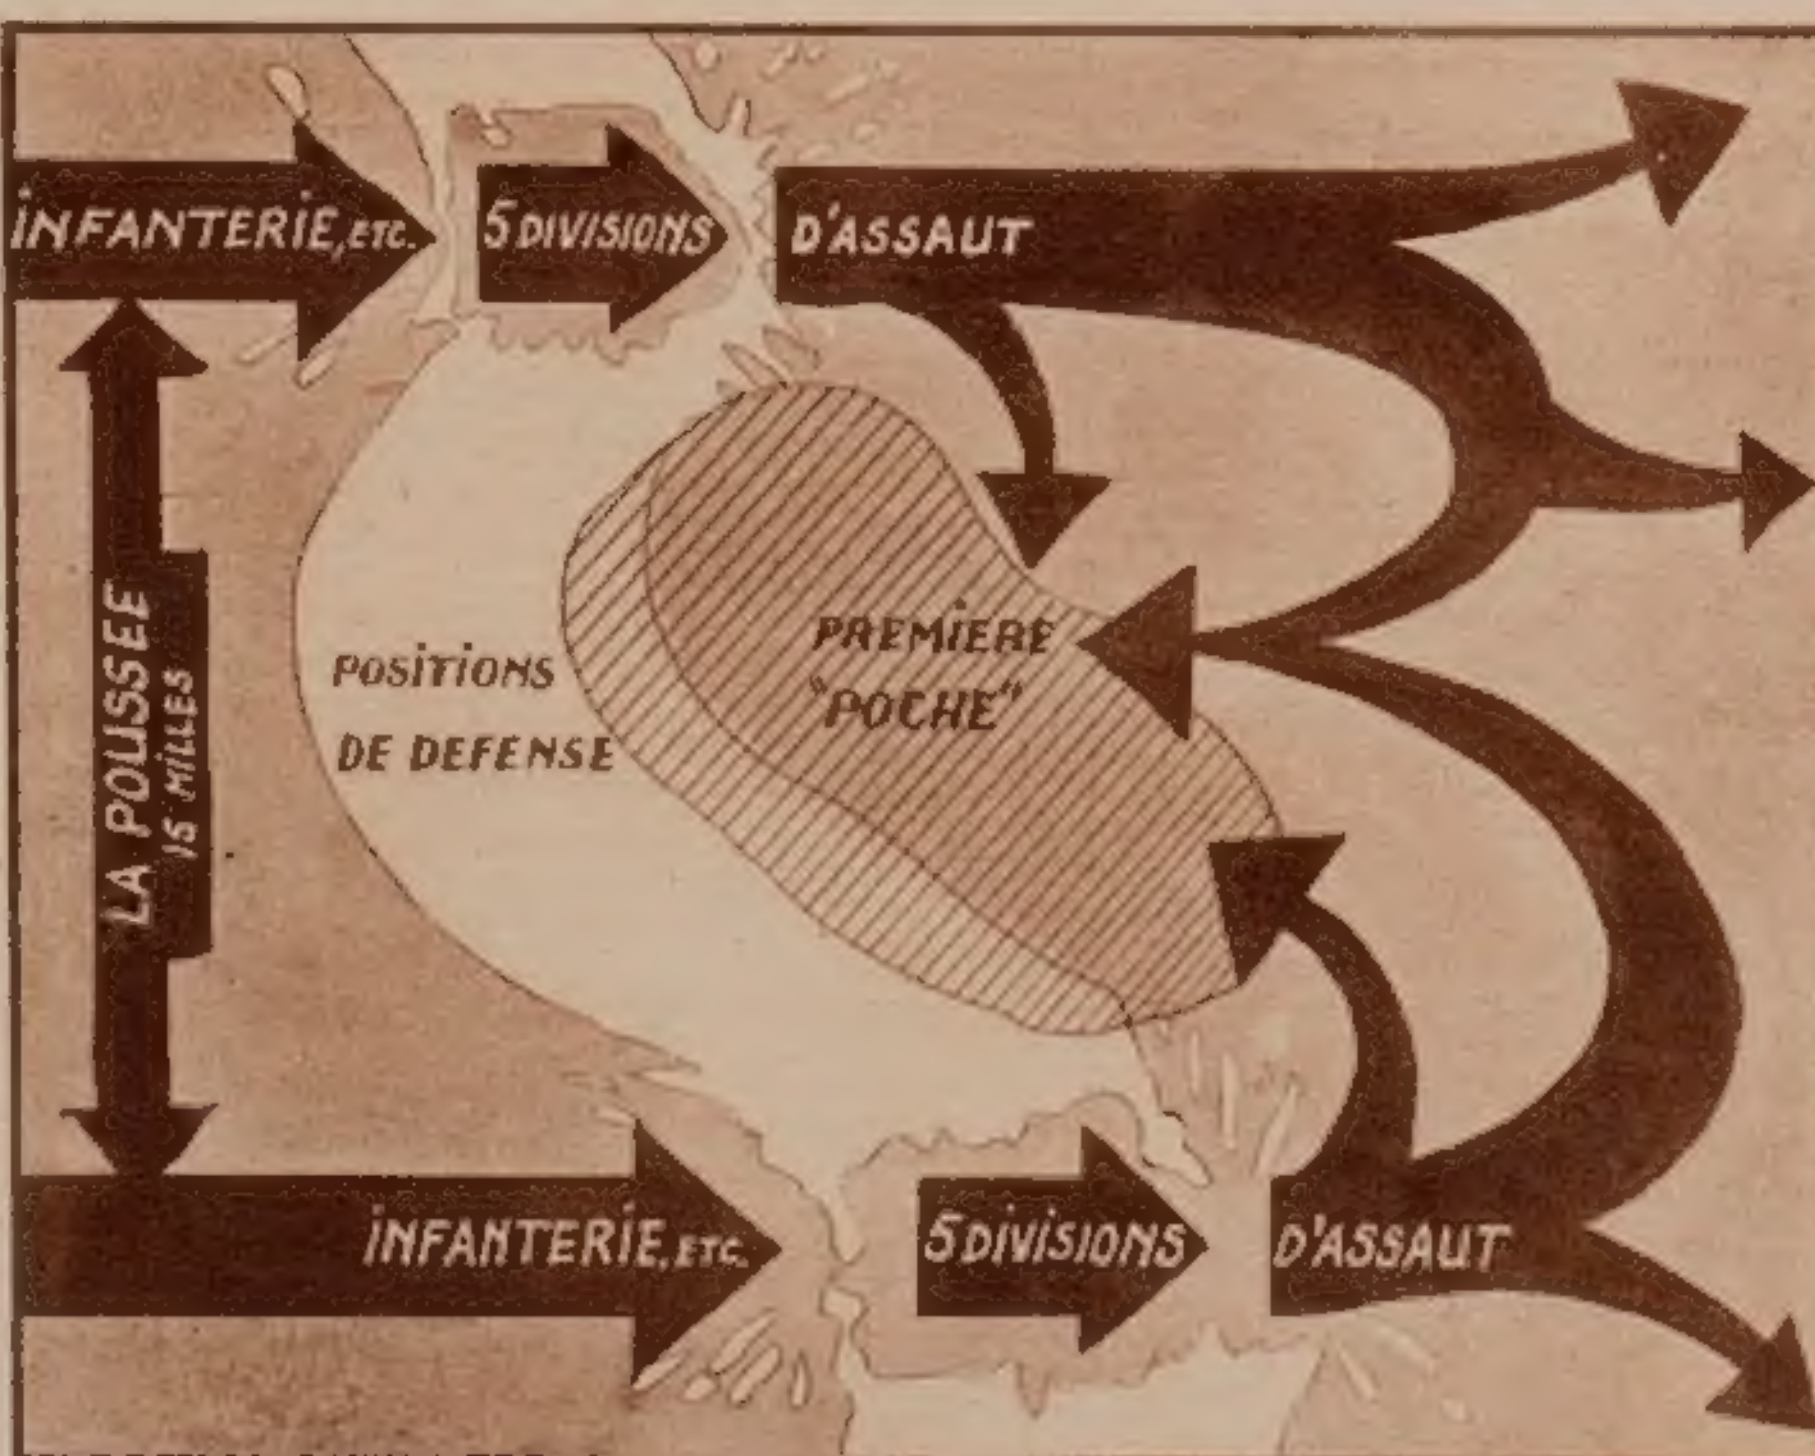 INFANTERIE, ETC.
5 DIVISIONS
D'ASSAUT
LA POUSSEE
15 MILLES
POSITIONS
DE DEFENSE
PREMIERE
"POCHE"
INFANTERIE, ETC.
5 DIVISIONS
D'ASSAUT